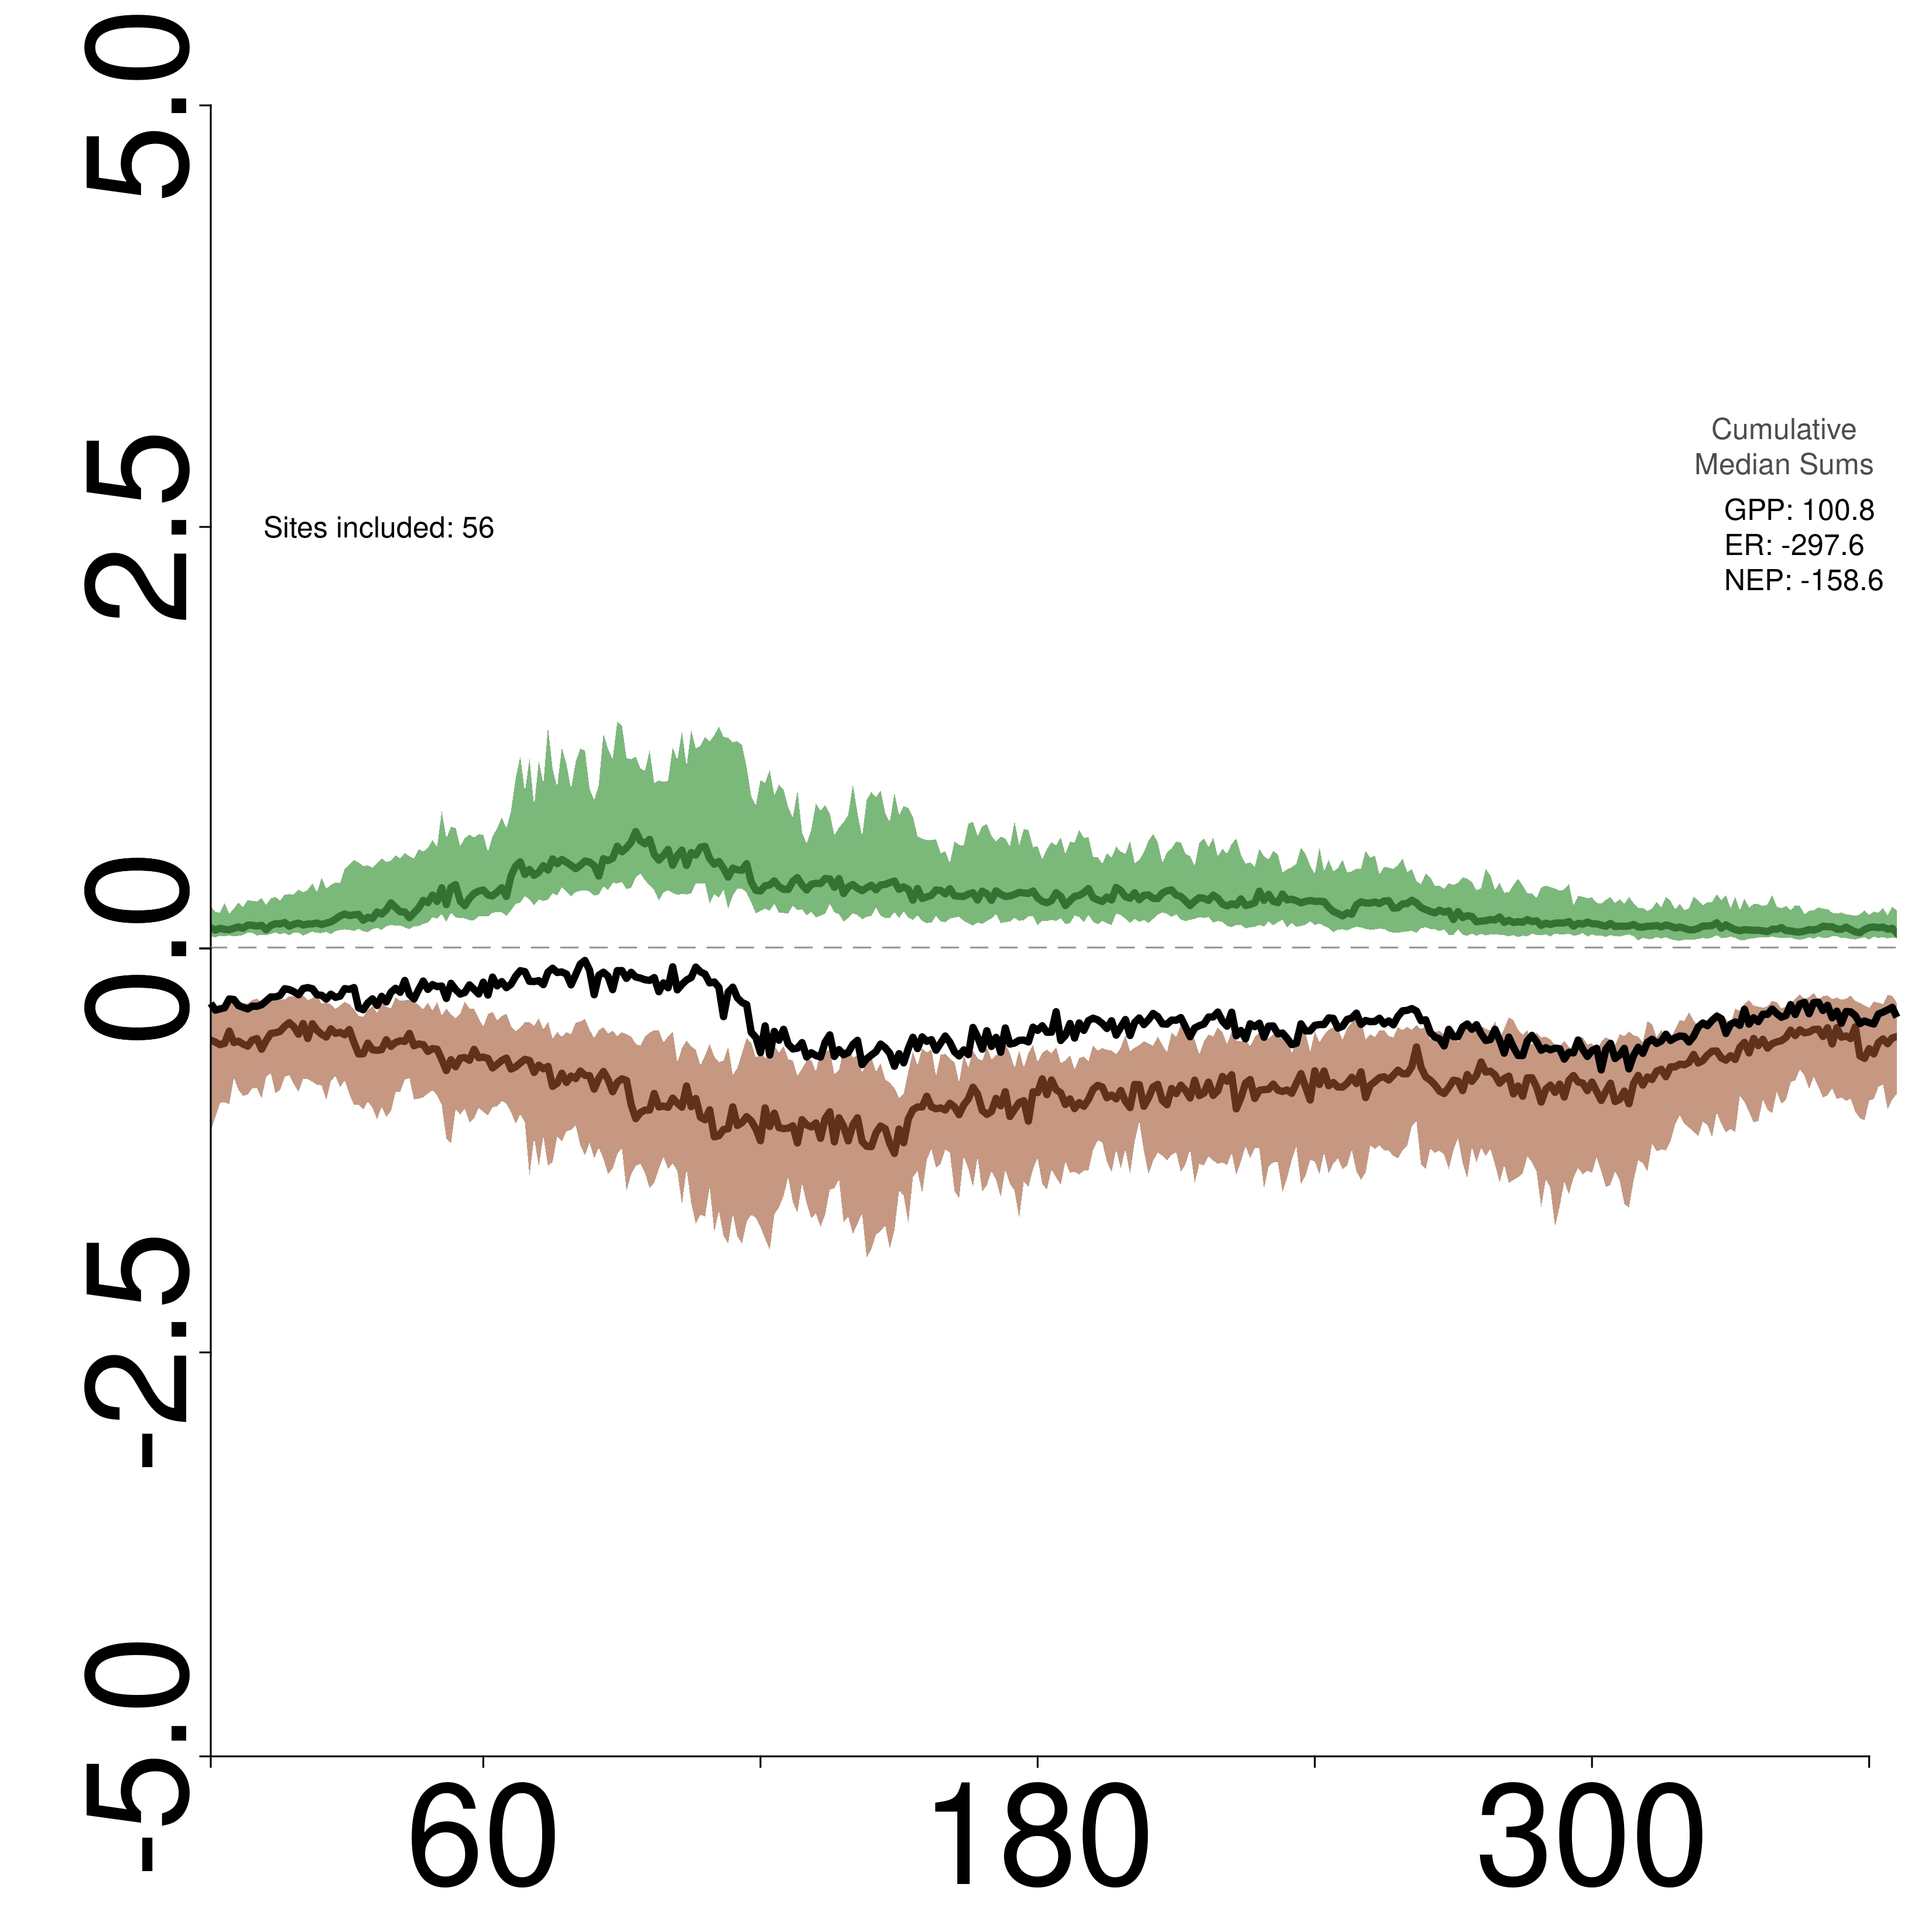 5.0
2.5
0.0
-2.5
-5.0
Sites included: 56
Cumulative
Median Sums
GPP: 100.8
ER: -297.6
NEP: -158.6
60
180
300